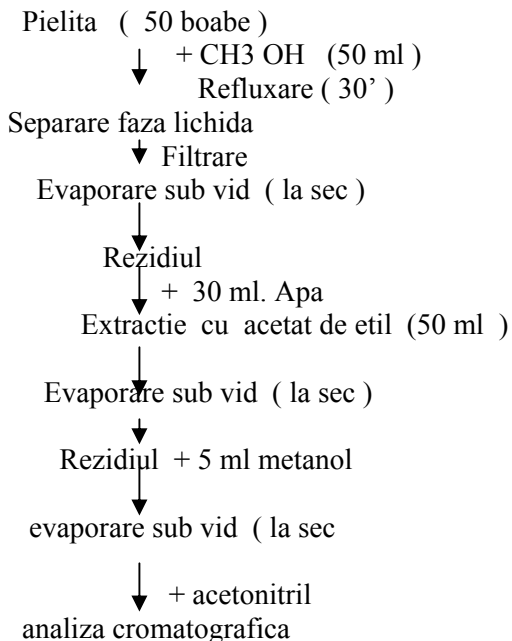 Pielita ( 50 boabe )
+ CH3 OH (50 ml )
Refluxare ( 30’ )
Separare faza lichida
Filtrare
Evaporare sub vid ( la sec )
Rezidiul
+ 30 ml. Apa
Extractie cu acetat de etil (50 ml )
Evaporare sub vid ( la sec )
Rezidiul + 5 ml metanol
evaporare sub vid ( la sec
+ acetonitril
analiza cromatografica